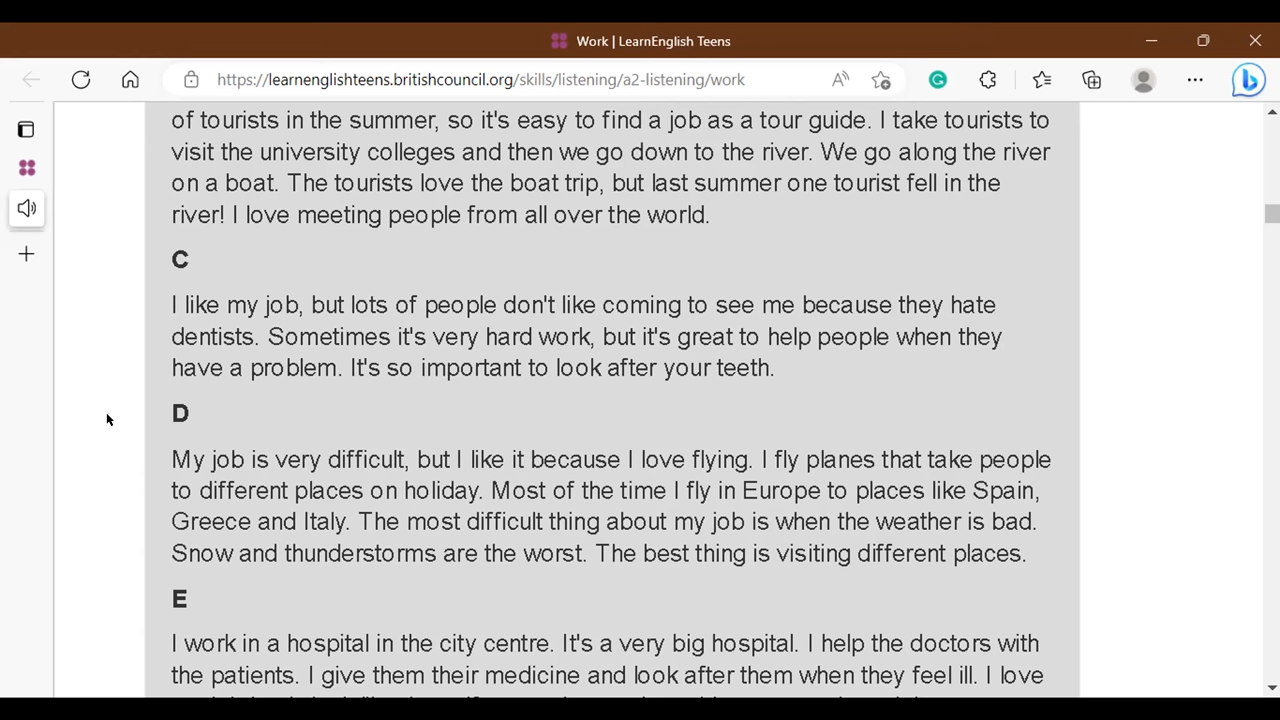 Work | LearnEnglish Teens
https://learnenglishteens.britishcouncil.org/skills/listening/a2-listening/work
of tourists in the summer, so it's easy to find a job as a tour guide. I take tourists to
visit the university colleges and then we go down to the river. We go along the river
on a boat. The tourists love the boat trip, but last summer one tourist fell in the
river! I love meeting people from all over the world.
C
I like my job, but lots of people don't like coming to see me because they hate
dentists. Sometimes it's very hard work, but it's great to help people when they
have a problem. It's so important to look after your teeth.
D
My job is very difficult, but I like it because I love flying. I fly planes that take people
to different places on holiday. Most of the time I fly in Europe to places like Spain,
Greece and Italy. The most difficult thing about my job is when the weather is bad.
Snow and thunderstorms are the worst. The best thing is visiting different places.
E
I work in a hospital in the city centre. It's a very big hospital. I help the doctors with
the patients. I give them their medicine and look after them when they feel ill. I love